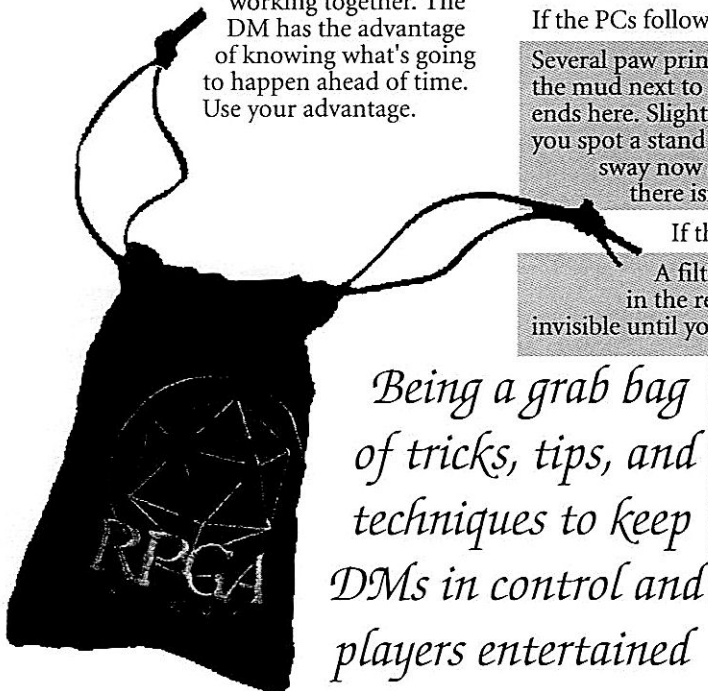 working together. The
DM has the advantage
of knowing what's going
to happen ahead of time.
Use your advantage.
If the PCs follow
Several paw prin
the mud next to
ends here. Slight
you spot a stand
sway now
there is
If th
A filt
in the re
invisible until yo
Being a grab bag
of tricks, tips, and
techniques to keep
DMs in control and
players entertained
RPGA